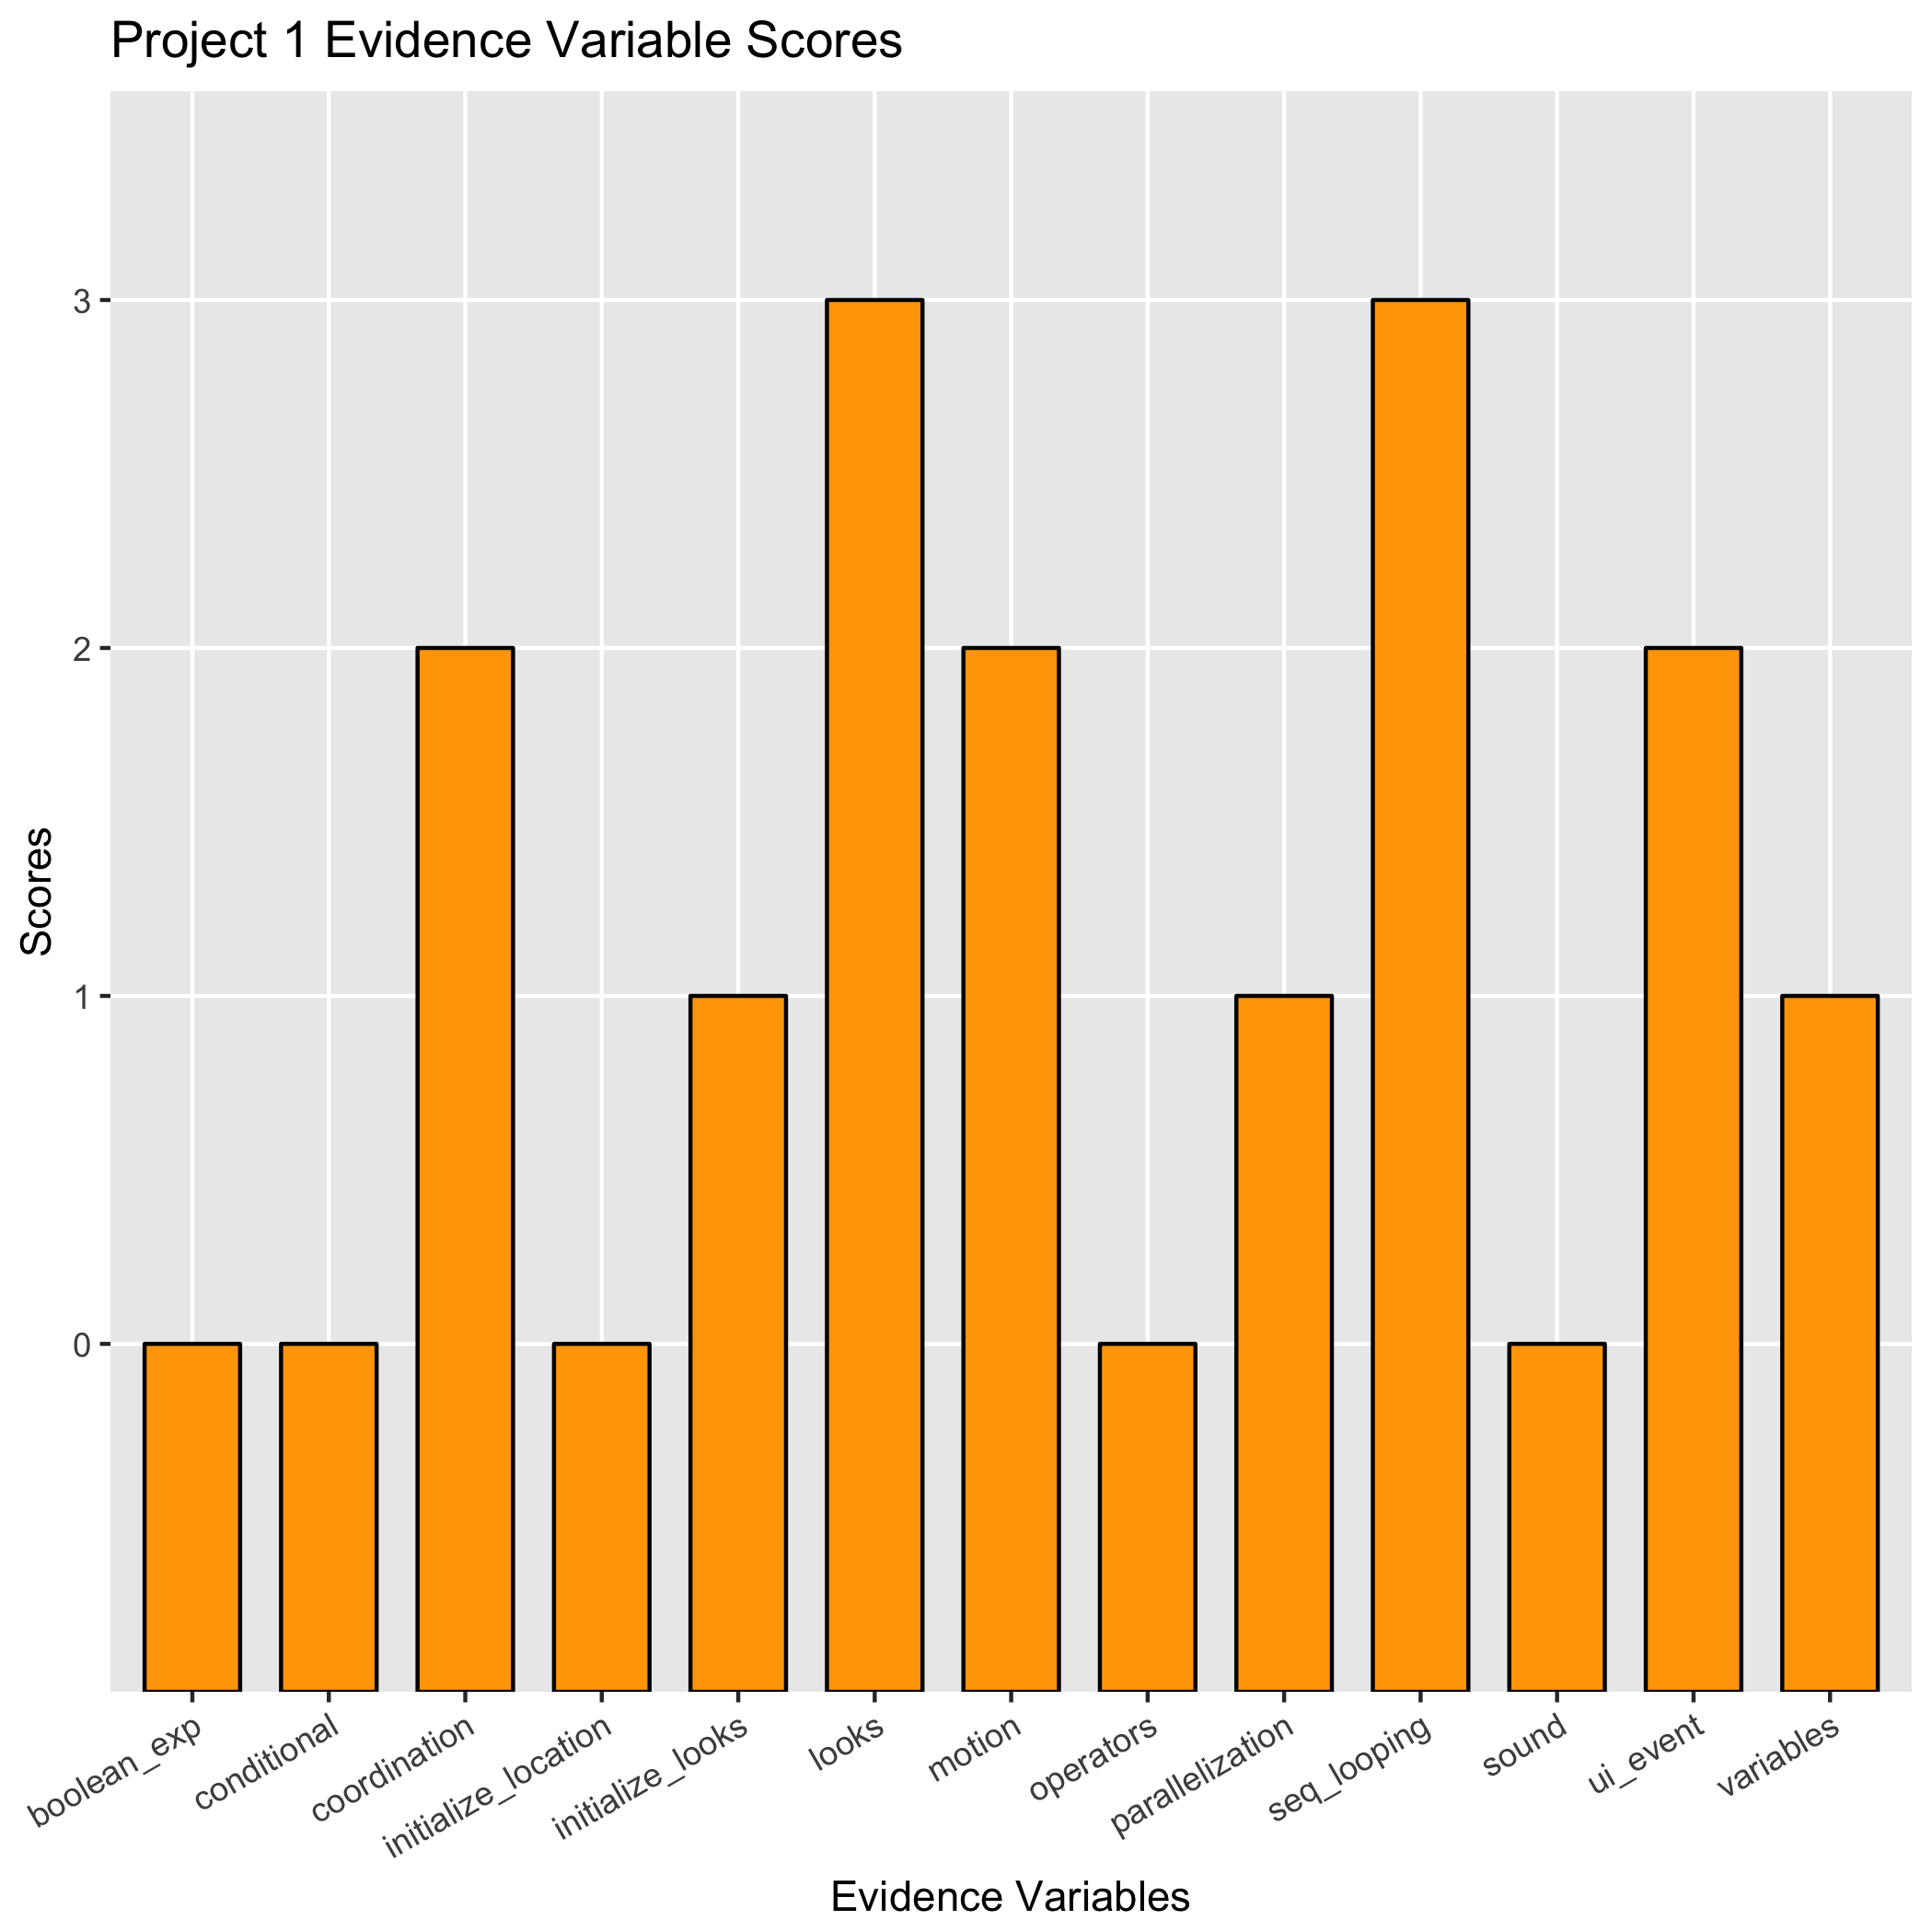 Project 1 Evidence Variable Scores
Scores
3
2
1
0
boolean_exp
conditional
coordination
initialize_location
initialize_looks
looks
motion
operators
parallelization
seq_looping
sound
ui_event
variables
Evidence Variables